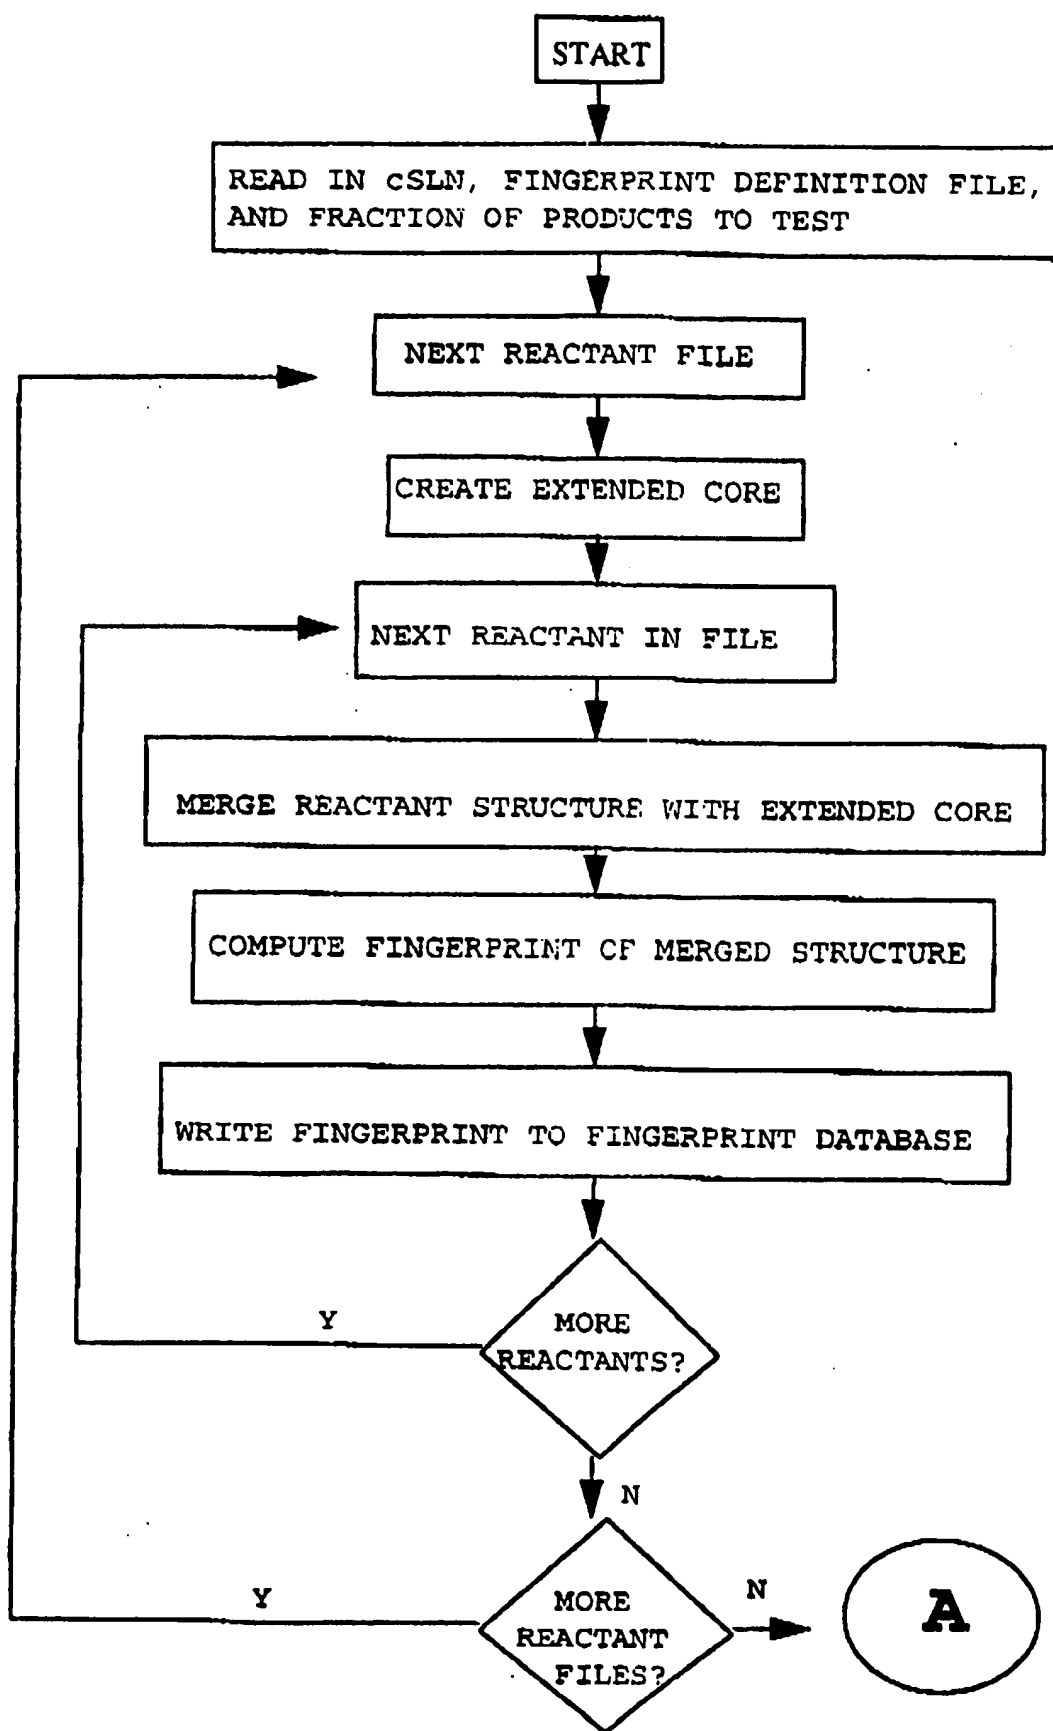 START
READ IN cSLN, FINGERPRINT DEFINITION FILE,
AND FRACTION OF PRODUCTS TO TEST
NEXT REACTANT FILE
CREATE EXTENDED CORE
NEXT REACTANT IN FILE
MERGE REACTANT STRUCTURE WITH EXTENDED CORE
COMPUTE FINGERPRINT OF MERGED STRUCTURE
WRITE FINGERPRINT TO FINGERPRINT DATABASE
Y
MORE
REACTANTS?
N
Y
MORE
REACTANT
FILES?
N
A